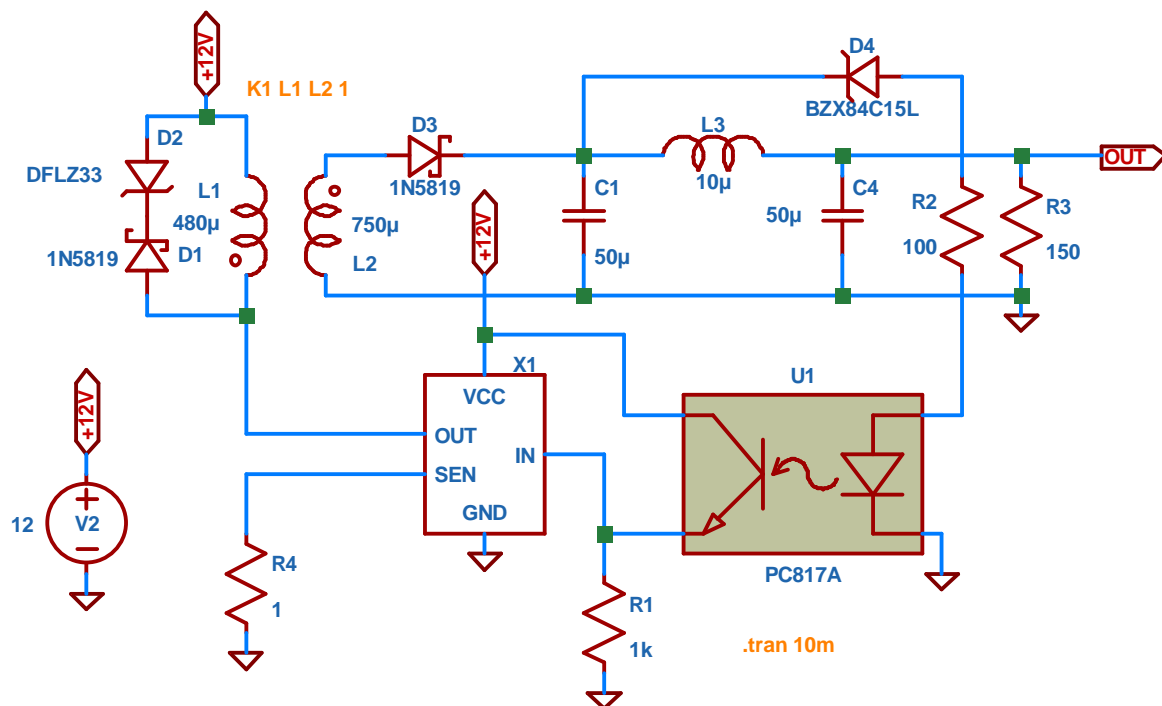 +12V
K1 L1 L2 1
D4
BZX84C15L
D2
DFLZ33
D3
1N5819
L3
10µ
OUT
L1
480µ
750µ
L2
1N5819
D1
+12V
C1
50µ
C4
50µ
R2
100
R3
150
X1
VCC
OUT
IN
SEN
GND
U1
PC817A
+12V
12
V2
R4
1
R1
1k
.tran 10m